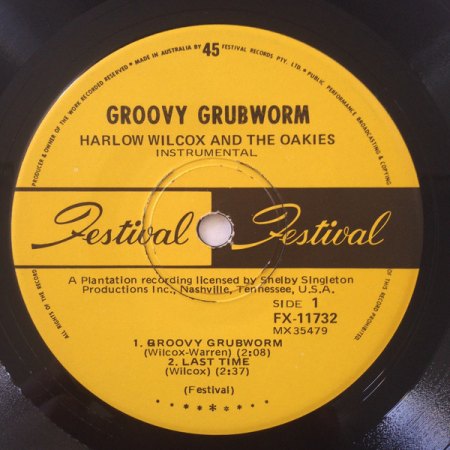 PRODUCER & OWNER OF THE WORK RECORDED RESERVED ★ MADE IN AUSTRALIA BY 45 FESTIVAL RECORDS PTY. LTD. ★ PUBLIC PERFORMANCE BROADCASTING & COPYING
GROOVY GRUBWORM
HARLOW WILCOX AND THE OAKIES
INSTRUMENTAL
Festival Festival
A Plantation recording licensed by Shelby Singleton
Productions Inc., Nashville, Tennessee, U.S.A.
SIDE 1
FX-11732
MX35479
1. GROOVY GRUBWORM
(Wilcox-Warren) (2:08)
2. LAST TIME
(Wilcox) (2:37)
(Festival)
ALL RIGHTS OF THE RECORD
OF THIS RECORD PROHIBITED